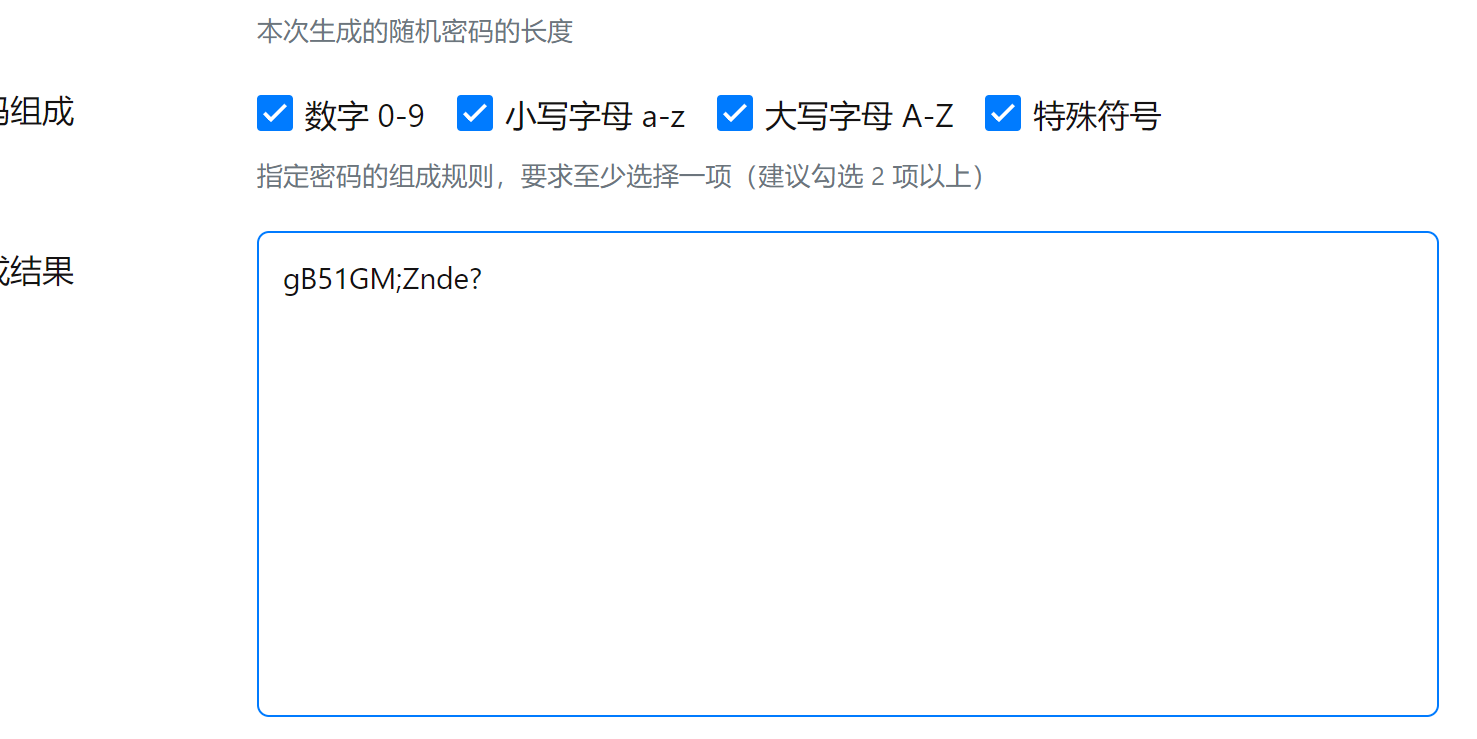 本次生成的随机密码的长度
码组成
数字 0-9 小写字母 a-z 大写字母 A-Z 特殊符号
指定密码的组成规则，要求至少选择一项（建议勾选 2 项以上）
结果
gB51GM;Znde?